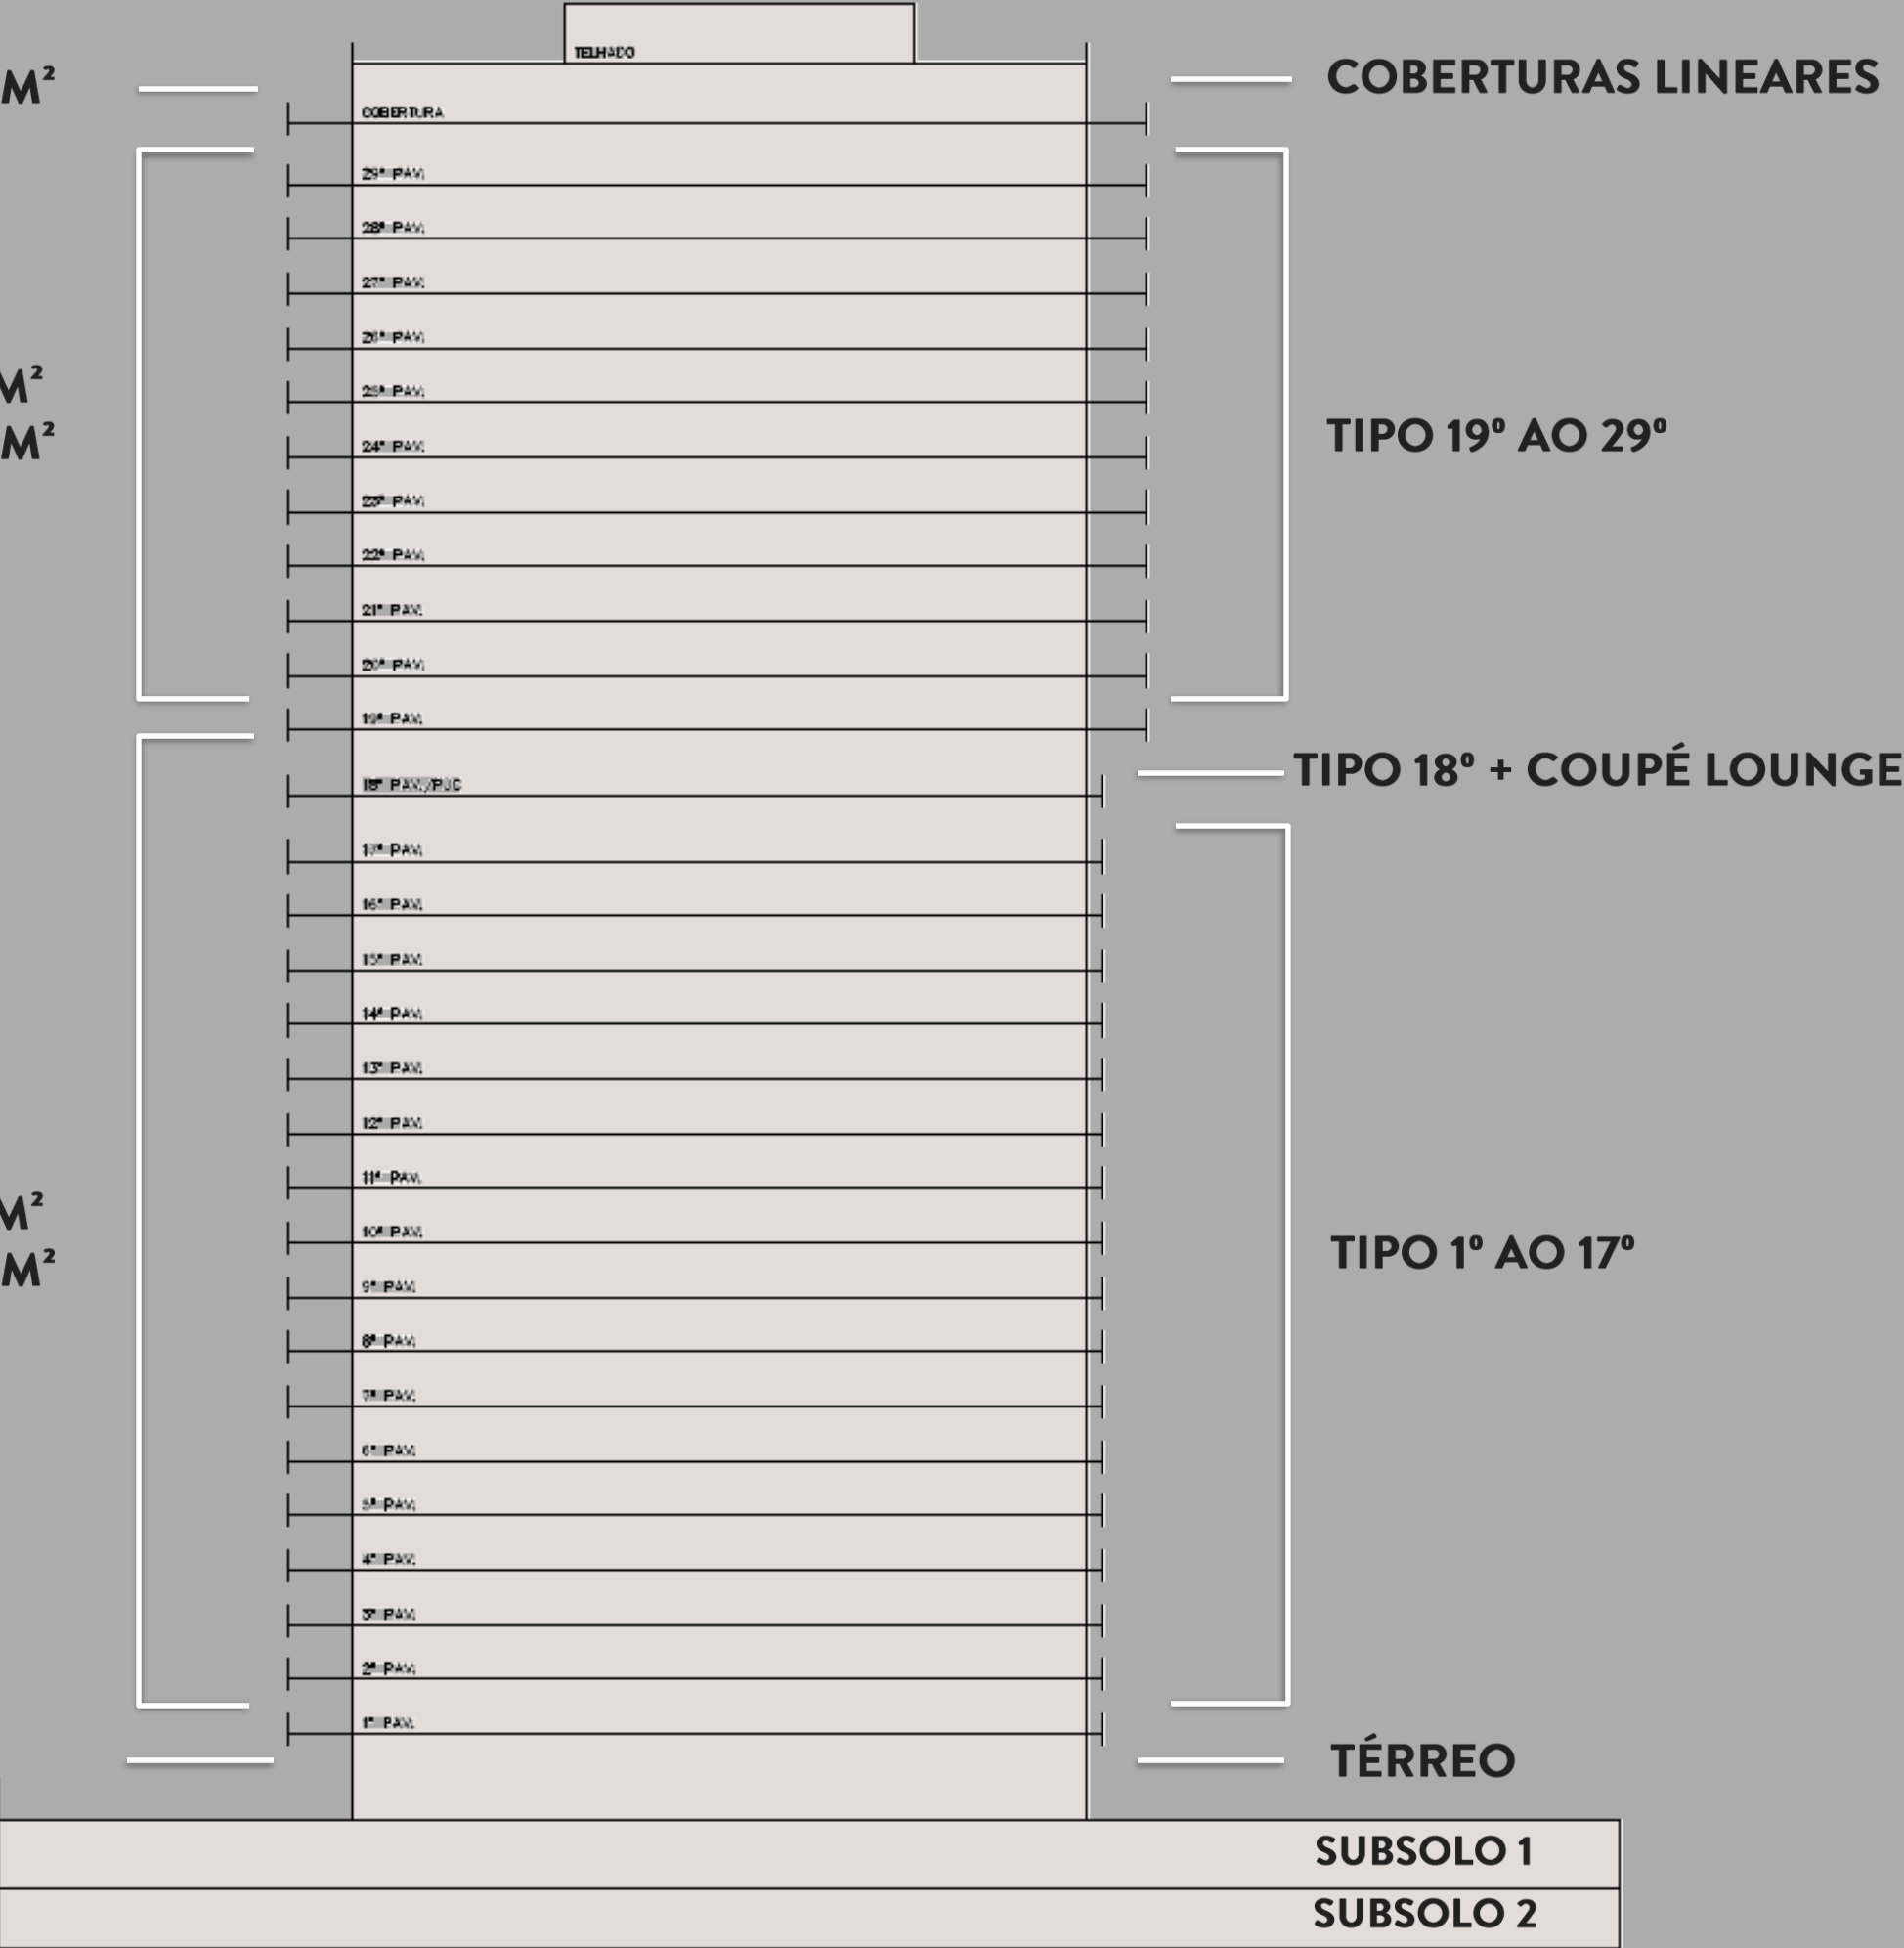 TELHADO
M²
COBERTURAS LINEARES
COBERTURA
29º PAV.
28º PAV.
27º PAV.
26º PAV.
M²
25º PAV.
M²
TIPO 19º AO 29º
24º PAV.
23º PAV.
22º PAV.
21º PAV.
20º PAV.
19º PAV.
TIPO 18º + COUPÉ LOUNGE
18º PAV./PUC
17º PAV.
16º PAV.
15º PAV.
14º PAV.
13º PAV.
12º PAV.
11º PAV.
M²
10º PAV.
M²
TIPO 1º AO 17º
9º PAV.
8º PAV.
7º PAV.
6º PAV.
5º PAV.
4º PAV.
3º PAV.
2º PAV.
1º PAV.
TÉRREO
SUBSOLO 1
SUBSOLO 2